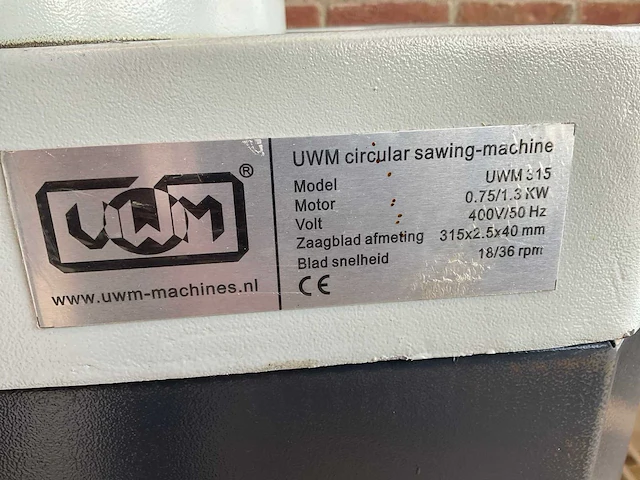 UWM®
www.uwm-machines.nl
UWM circular sawing-machine
Model UWM 315
Motor 0.75/1.3 KW
Volt 400V/50 Hz
Zaagblad afmeting 315x2.5x40 mm
Blad snelheid 18/36 rpm
CE